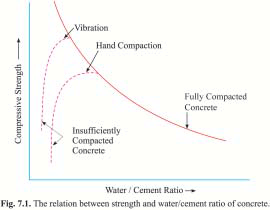 Vibration
Hand Compaction
Compressive Strength
Fully Compacted
Concrete
Insufficiently
Compacted
Concrete
Water / Cement Ratio
Fig. 7.1. The relation between strength and water/cement ratio of concrete.